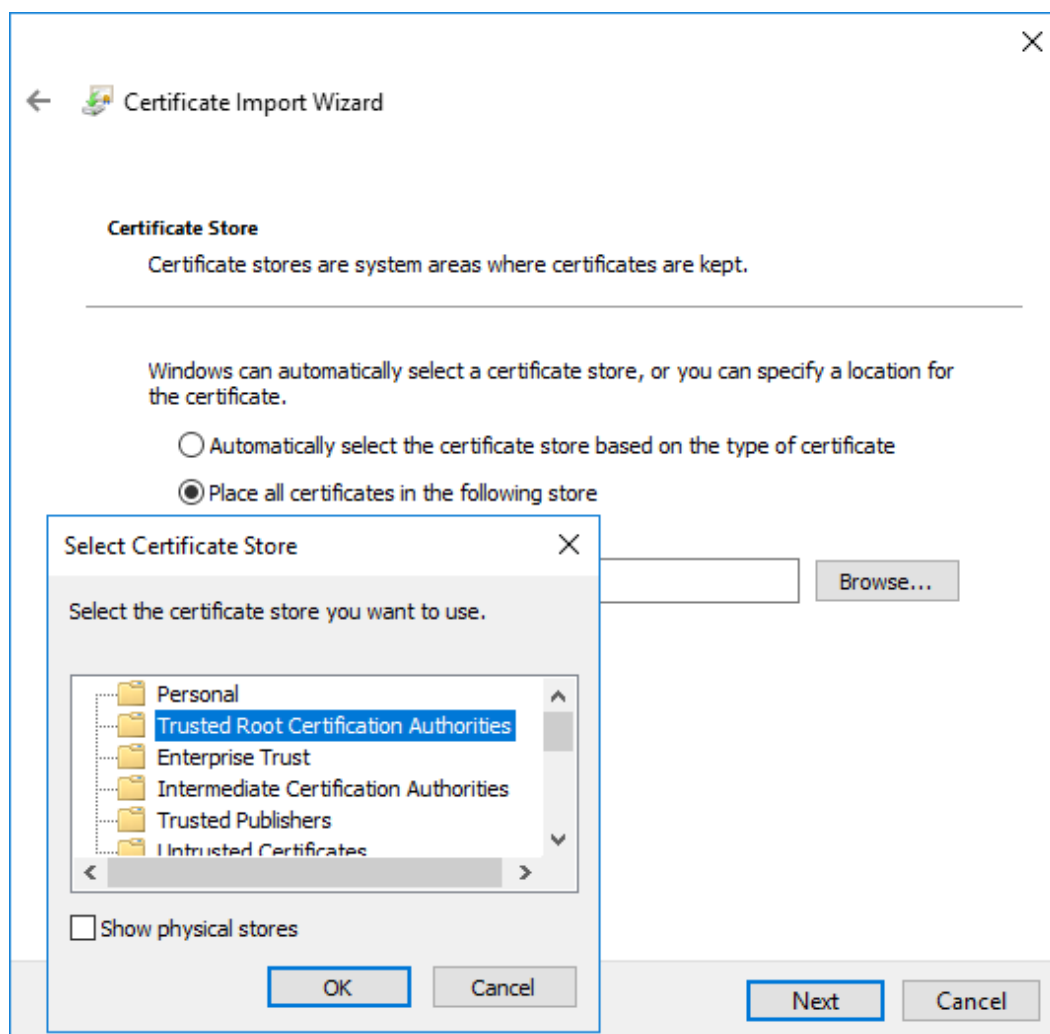 Certificate Import Wizard
Certificate Store
Certificate stores are system areas where certificates are kept.
Windows can automatically select a certificate store, or you can specify a location for
the certificate.
Automatically select the certificate store based on the type of certificate
Place all certificates in the following store
Select Certificate Store
Browse...
Select the certificate store you want to use.
Personal
Trusted Root Certification Authorities
Enterprise Trust
Intermediate Certification Authorities
Trusted Publishers
Untrusted Certificates
Show physical stores
OK
Cancel
Next
Cancel